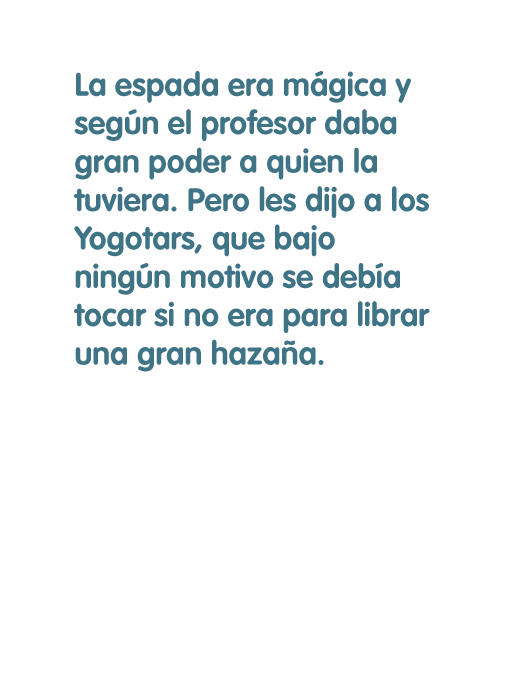 La espada era mágica y
según el profesor daba
gran poder a quien la
tuviera. Pero les dijo a los
Yogotars, que bajo
ningún motivo se debía
tocar si no era para librar
una gran hazaña.